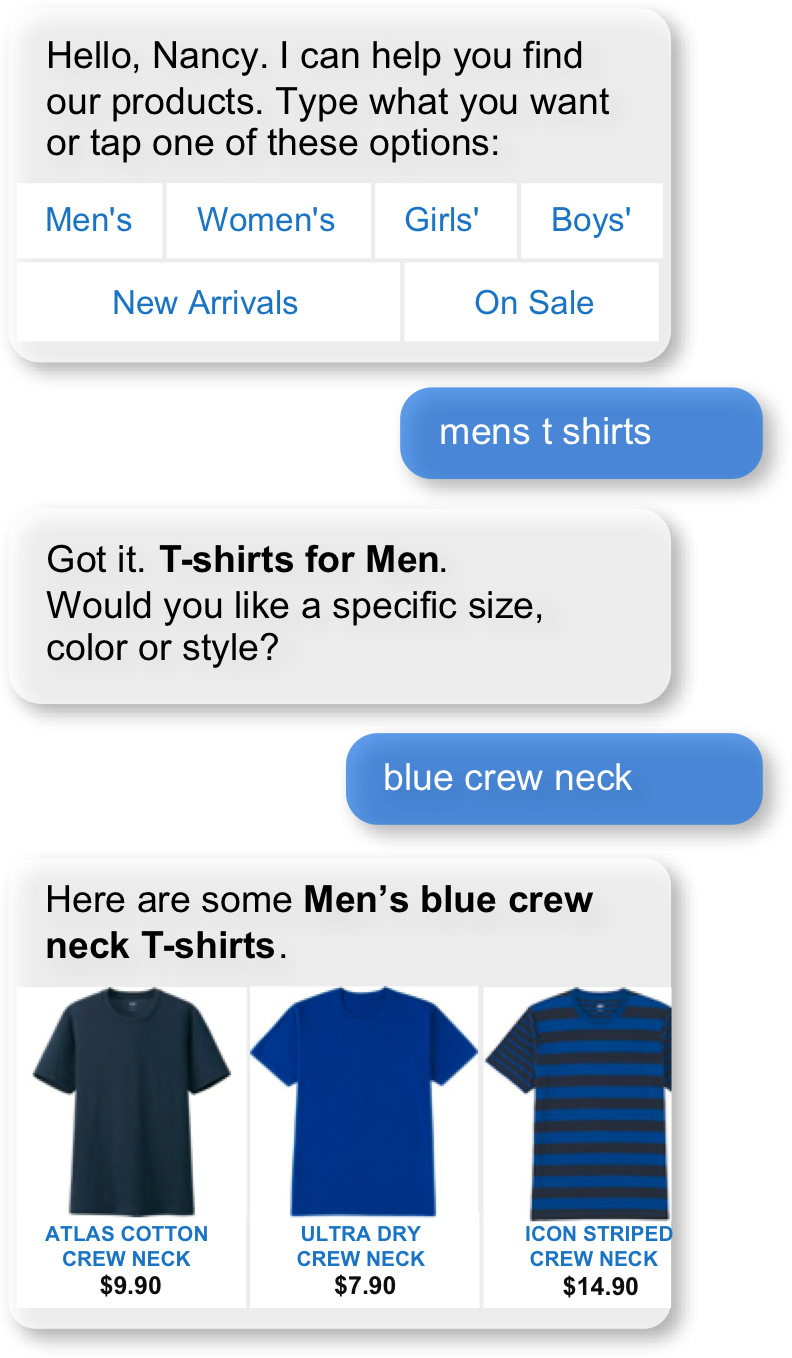 Hello, Nancy. I can help you find
our products. Type what you want
or tap one of these options:
Men's Women's Girls' Boys'
New Arrivals On Sale
mens t shirts
Got it. T-shirts for Men.
Would you like a specific size,
color or style?
blue crew neck
Here are some Men’s blue crew
neck T-shirts.
ATLAS COTTON
CREW NECK
$9.90
ULTRA DRY
CREW NECK
$7.90
ICON STRIPED
CREW NECK
$14.90